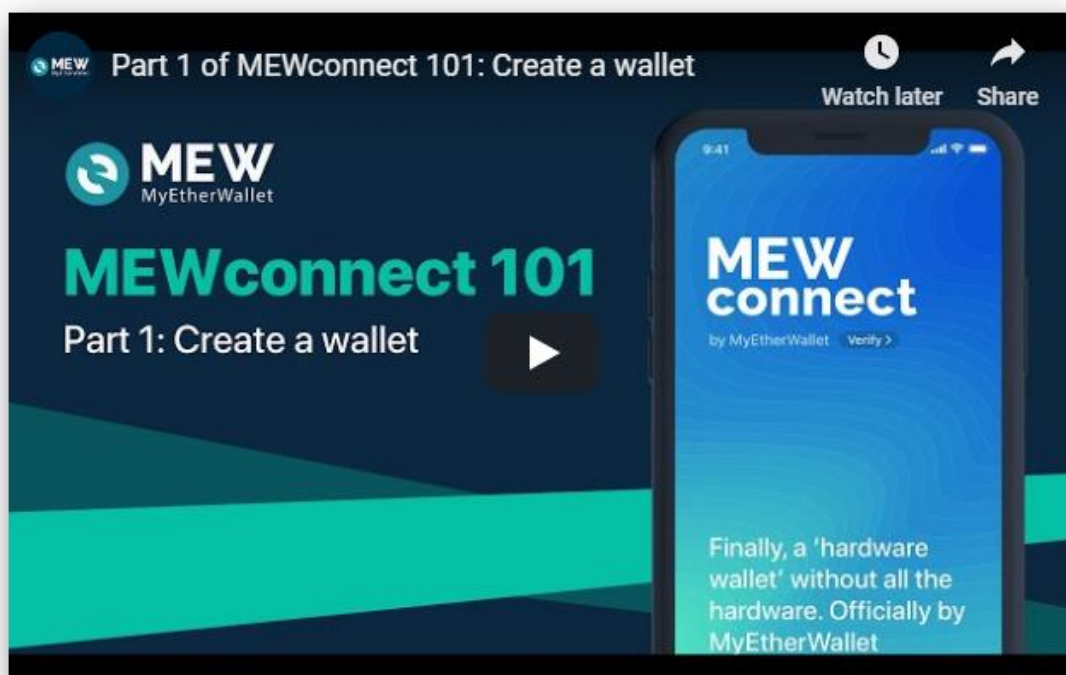 MEW
Part 1 of MEWconnect 101: Create a wallet
Watch later
Share
MEW
MyEtherWallet
MEWconnect 101
Part 1: Create a wallet
9:41
MEW
connect
by MyEtherWallet Verify >
Finally, a ‘hardware
wallet’ without all the
hardware. Officially by
MyEtherWallet